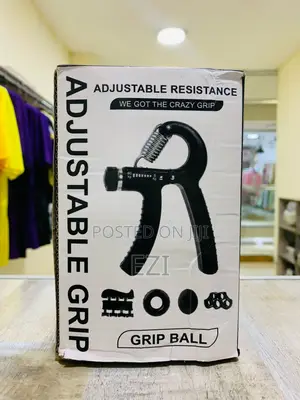 ADJUSTABLE GRIP
ADJUSTABLE RESISTANCE
WE GOT THE CRAZY GRIP
POSTED ON JIJI
EZI
GRIP BALL